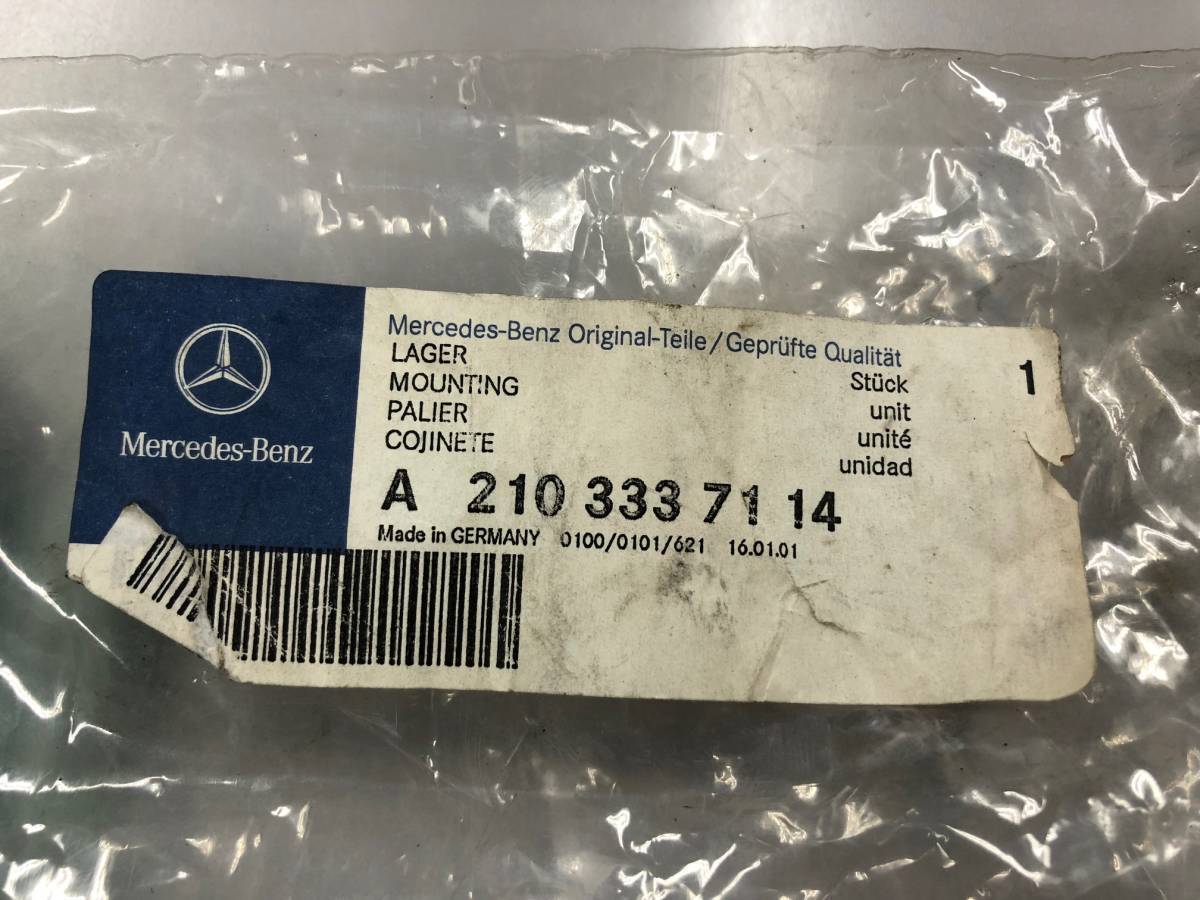 Mercedes-Benz
Mercedes-Benz Original-Teile/Geprüfte Qualität
LAGER
MOUNTING
PALIER
COJINETE
Stück 1
unit
unité
unidad
A 210 333 71 14
Made in GERMANY 0100/0101/621 16.01.01